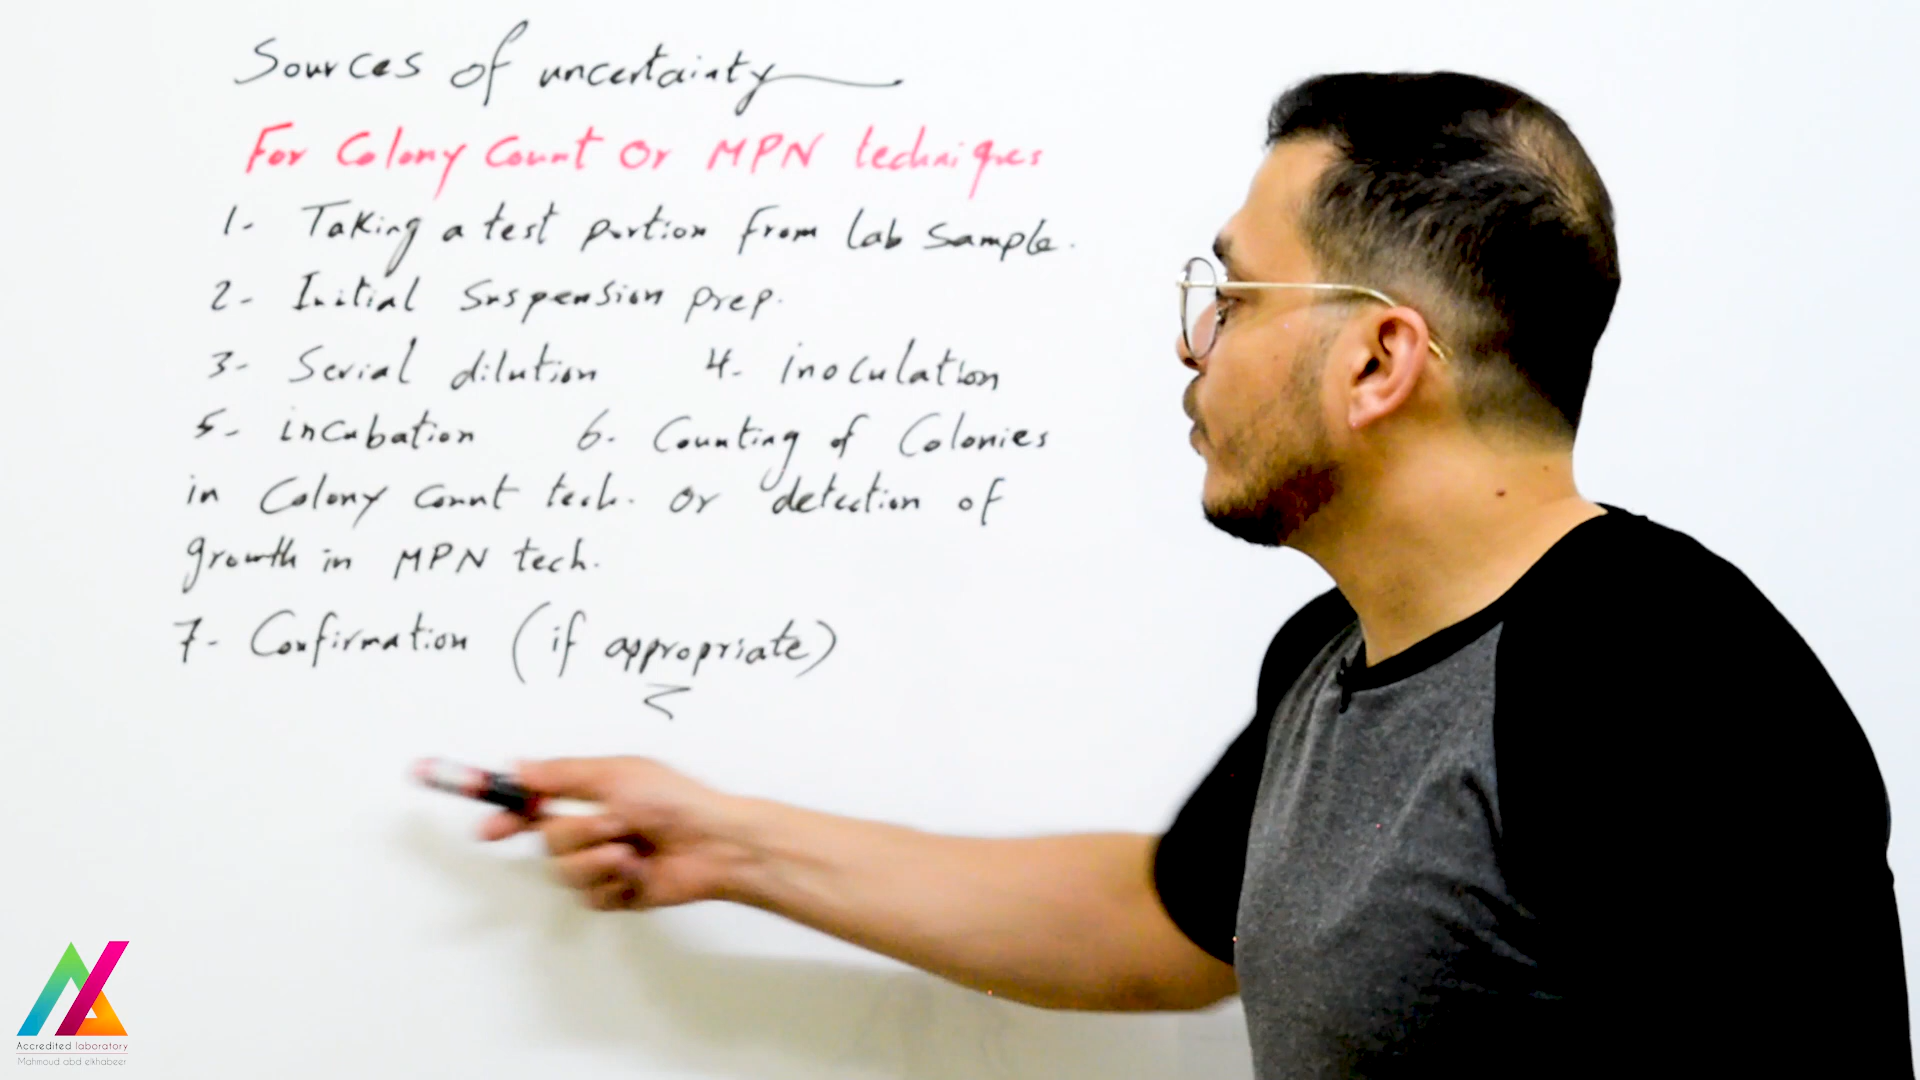 Sources of uncertainty
For Colony Count or MPN techniques
1- Taking a test portion from lab sample.
2- Initial suspension prep.
3- Serial dilution 4- inoculation
5- incubation 6- Counting of Colonies
in Colony count tech. or detection of
growth in MPN tech.
7- Confirmation (if appropriate)
Accredited laboratory
Mahmoud abd elkhabeer